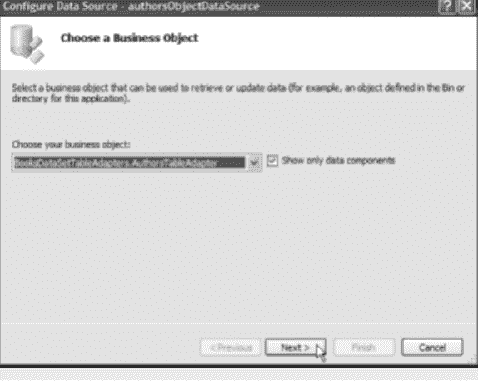 Configure Data Source - authorsObjectDataSource
Choose a Business Object
Select a business object that can be used to retrieve or update data (for example, an object defined in the Bin or
directory for this application).
Choose your business object:
BooksDataSetTableAdapters.AuthorsTableAdapter
Show only data components
< Previous Next > Finish Cancel